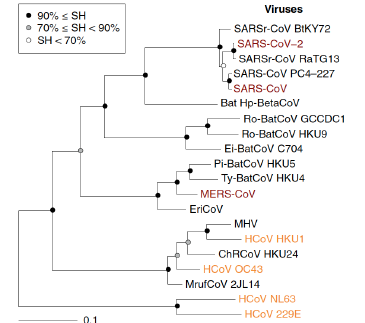 Viruses
90% ≤ SH
70% ≤ SH < 90%
SH < 70%
SARSr-CoV BtKY72
SARS-CoV-2
SARSr-CoV RaTG13
SARS-CoV PC4-227
SARS-CoV
Bat Hp-BetaCoV
Ro-BatCoV GCCDC1
Ro-BatCoV HKU9
Ei-BatCoV C704
Pi-BatCoV HKU5
Ty-BatCoV HKU4
MERS-CoV
EriCoV
MHV
HCoV HKU1
ChRCoV HKU24
HCoV OC43
MrufCoV 2JL14
HCoV NL63
HCoV 229E
0.1